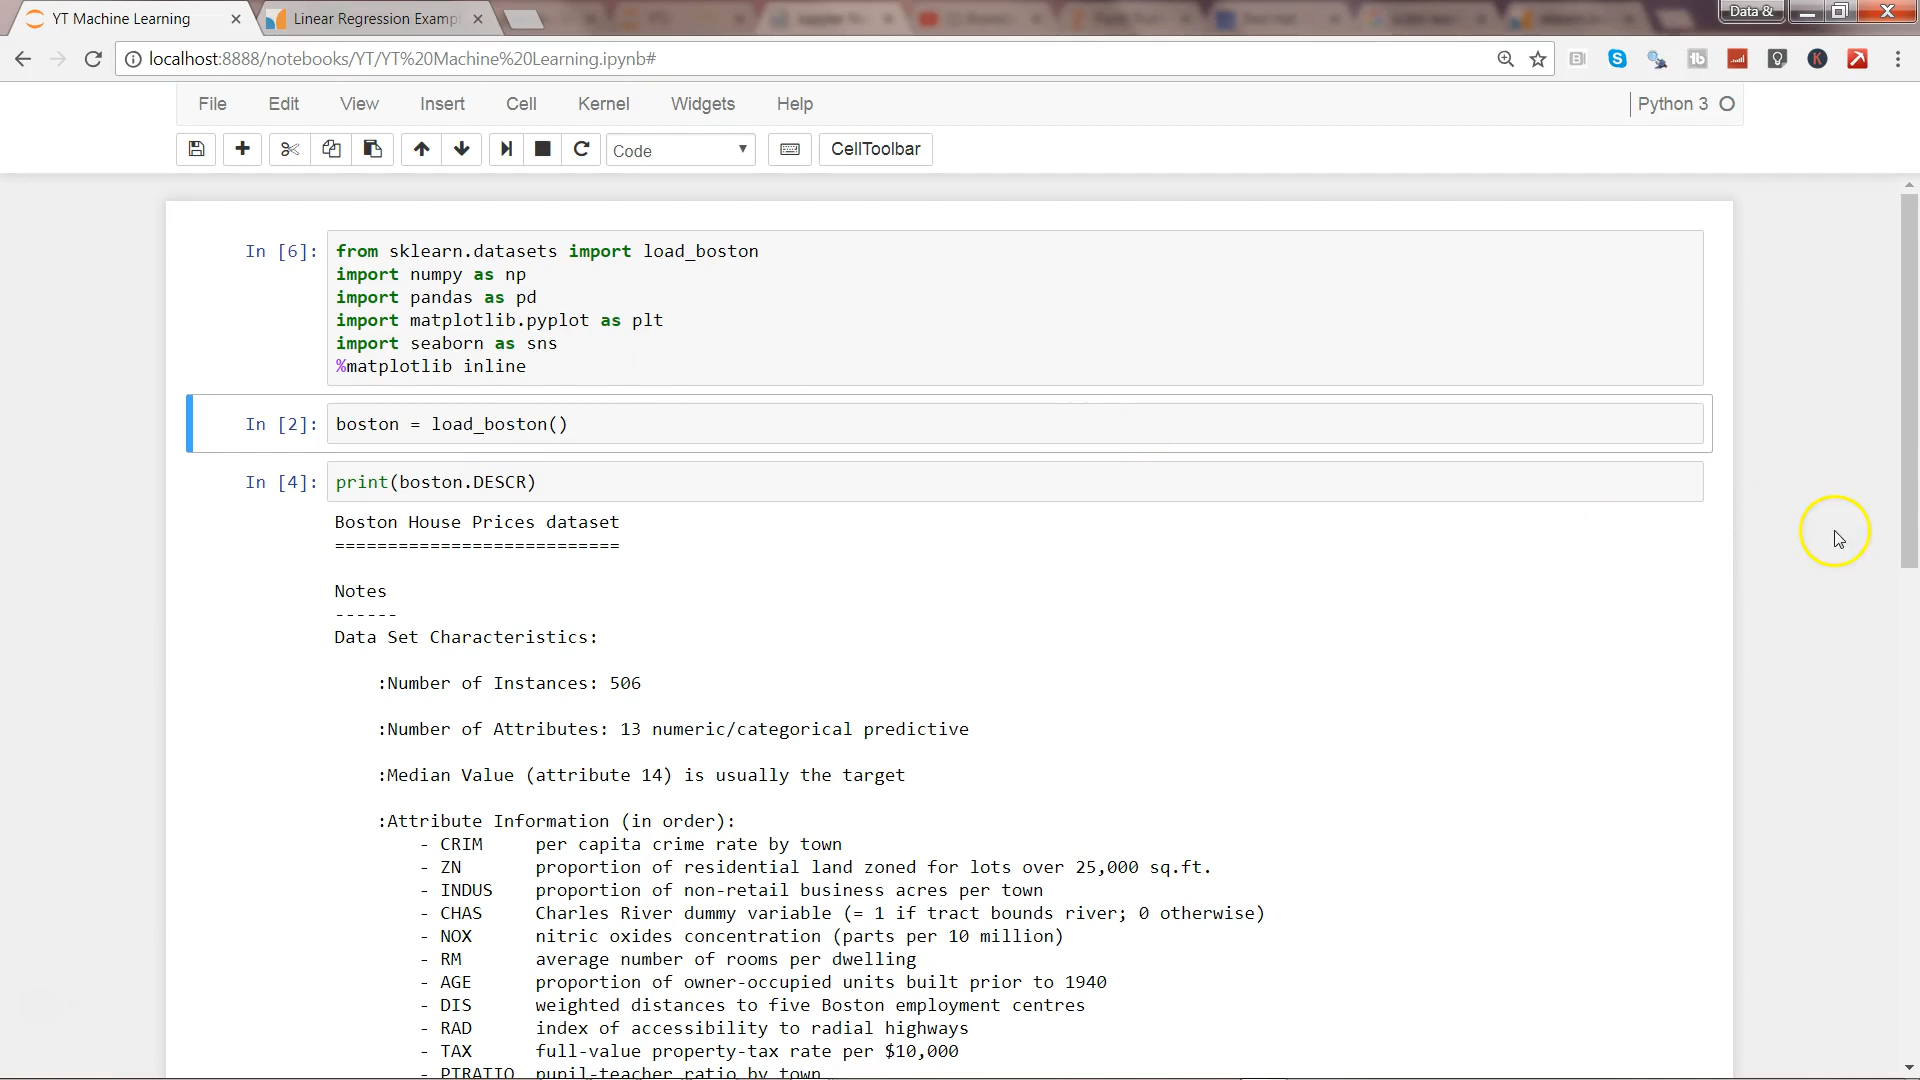 YT Machine Learning
Linear Regression Examp
Data &
localhost:8888/notebooks/YT/YT%20Machine%20Learning.ipynb#
File Edit View Insert Cell Kernel Widgets Help
Python 3
Code
CellToolbar
In [6]: from sklearn.datasets import load_boston
import numpy as np
import pandas as pd
import matplotlib.pyplot as plt
import seaborn as sns
%matplotlib inline
In [2]: boston = load_boston()
In [4]: print(boston.DESCR)
Boston House Prices dataset
===========================
Notes
------
Data Set Characteristics:
:Number of Instances: 506
:Number of Attributes: 13 numeric/categorical predictive
:Median Value (attribute 14) is usually the target
:Attribute Information (in order):
- CRIM per capita crime rate by town
- ZN proportion of residential land zoned for lots over 25,000 sq.ft.
- INDUS proportion of non-retail business acres per town
- CHAS Charles River dummy variable (= 1 if tract bounds river; 0 otherwise)
- NOX nitric oxides concentration (parts per 10 million)
- RM average number of rooms per dwelling
- AGE proportion of owner-occupied units built prior to 1940
- DIS weighted distances to five Boston employment centres
- RAD index of accessibility to radial highways
- TAX full-value property-tax rate per $10,000
- PTRATIO pupil-teacher ratio by town